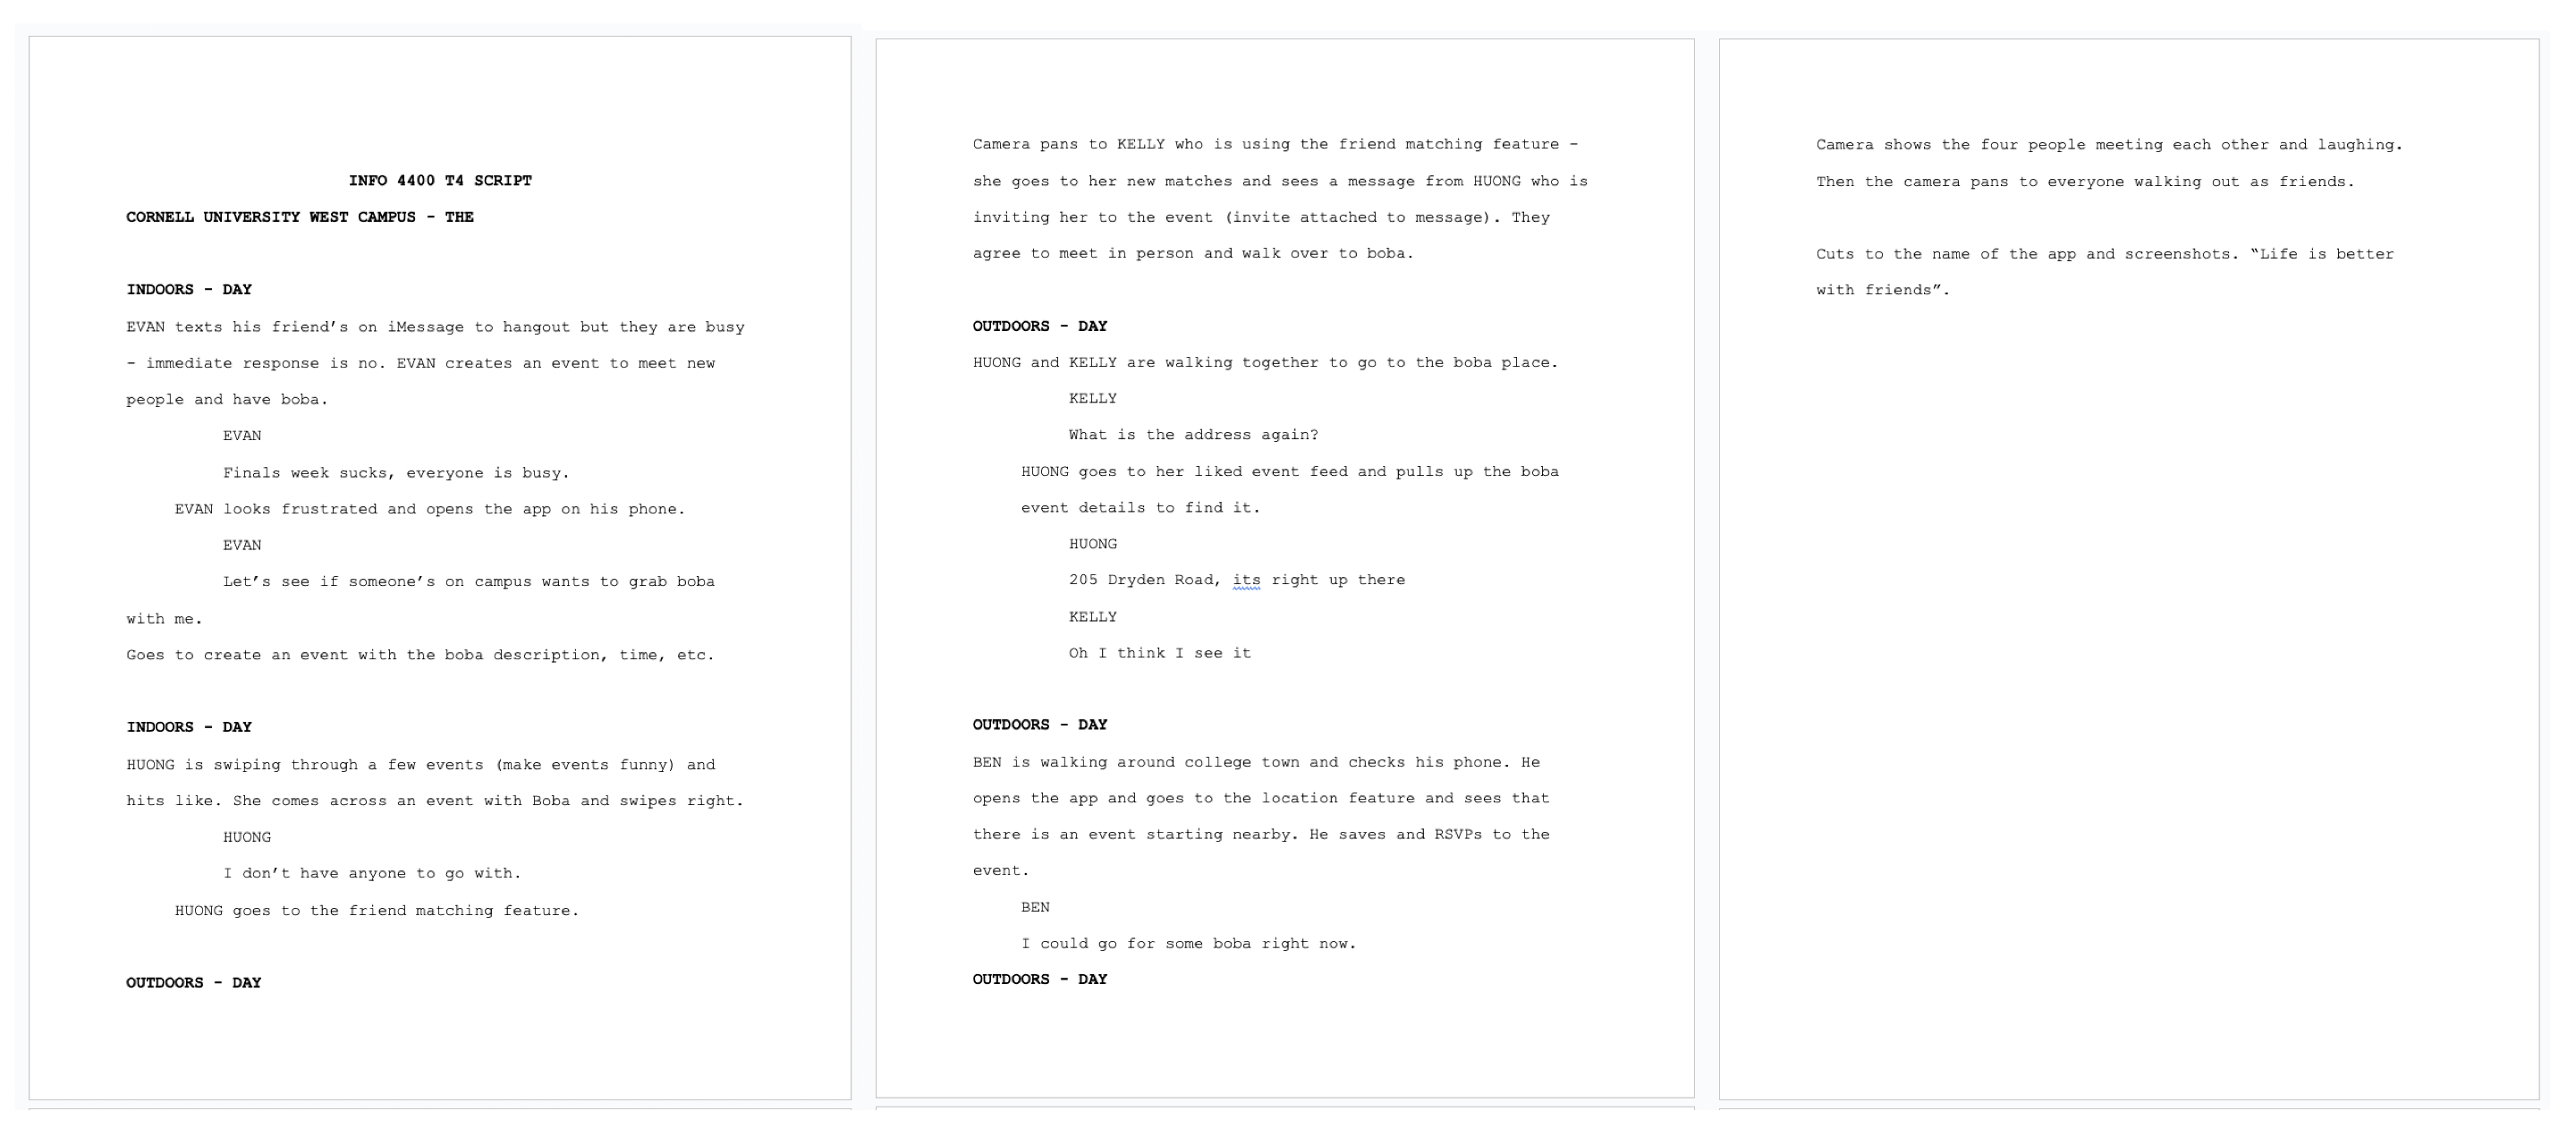 INFO 4400 T4 SCRIPT
CORNELL UNIVERSITY WEST CAMPUS - THE
INDOORS - DAY
EVAN texts his friend's on iMessage to hangout but they are busy
- immediate response is no. EVAN creates an event to meet new
people and have boba.
EVAN
Finals week sucks, everyone is busy.
EVAN looks frustrated and opens the app on his phone.
EVAN
Let's see if someone's on campus wants to grab boba
with me.
Goes to create an event with the boba description, time, etc.
INDOORS - DAY
HUONG is swiping through a few events (make events funny) and
hits like. She comes across an event with Boba and swipes right.
HUONG
I don't have anyone to go with.
HUONG goes to the friend matching feature.
OUTDOORS - DAY
Camera pans to KELLY who is using the friend matching feature -
she goes to her new matches and sees a message from HUONG who is
inviting her to the event (invite attached to message). They
agree to meet in person and walk over to boba.
OUTDOORS - DAY
HUONG and KELLY are walking together to go to the boba place.
KELLY
What is the address again?
HUONG goes to her liked event feed and pulls up the boba
event details to find it.
HUONG
205 Dryden Road, its right up there
KELLY
Oh I think I see it
OUTDOORS - DAY
BEN is walking around college town and checks his phone. He
opens the app and goes to the location feature and sees that
there is an event starting nearby. He saves and RSVPs to the
event.
BEN
I could go for some boba right now.
OUTDOORS - DAY
Camera shows the four people meeting each other and laughing.
Then the camera pans to everyone walking out as friends.
Cuts to the name of the app and screenshots. “Life is better
with friends”.